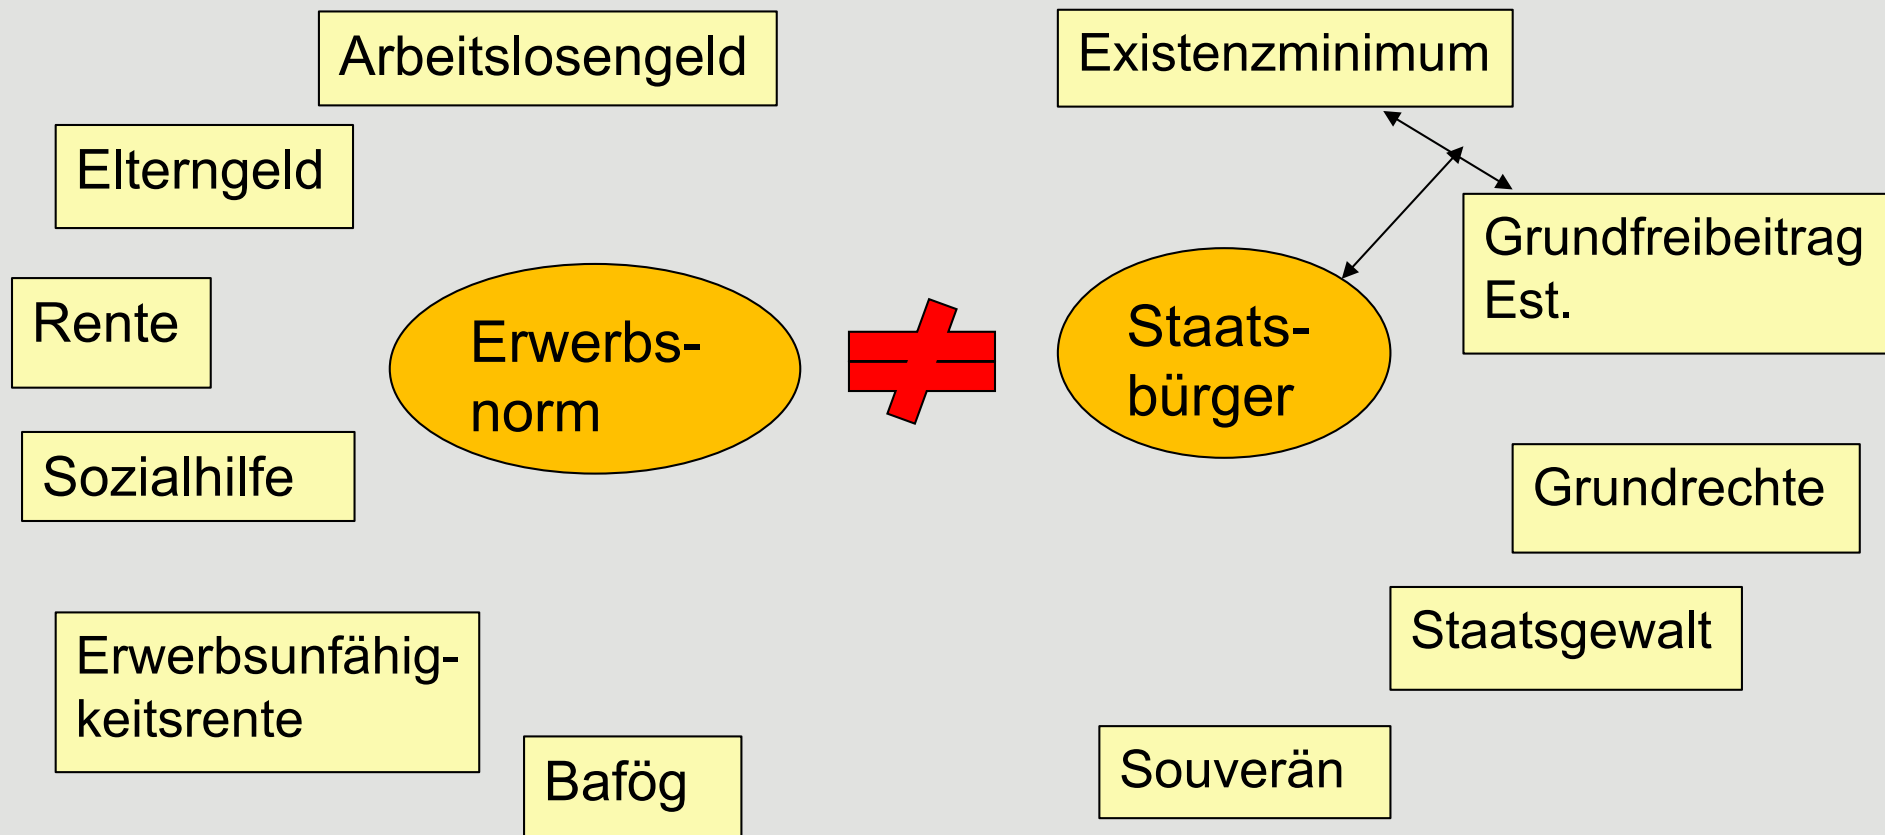 Arbeitslosengeld
Existenzminimum
Elterngeld
Grundfreibeitrag
Est.
Rente
Erwerbs-
norm
Staats-
bürger
Sozialhilfe
Grundrechte
Erwerbsunfähig-
keitsrente
Staatsgewalt
Bafög
Souverän